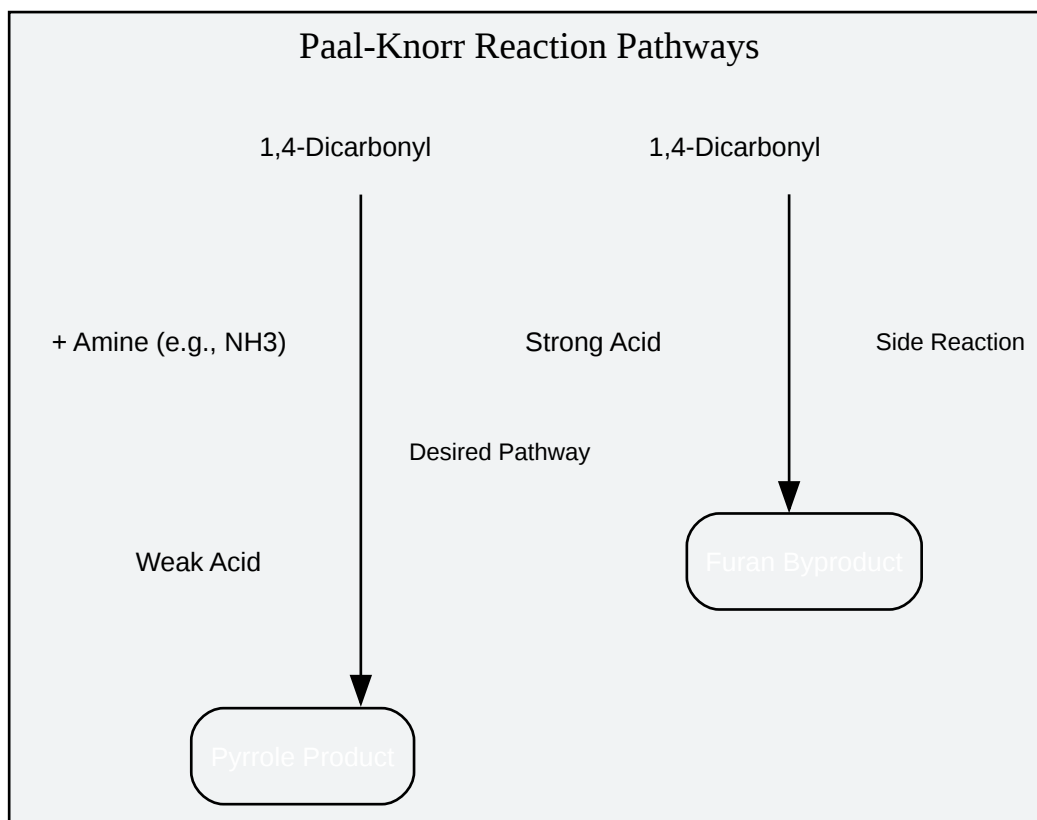 Paal-Knorr Reaction Pathways
1,4-Dicarbonyl
1,4-Dicarbonyl
+ Amine (e.g., NH3)
Strong Acid
Side Reaction
Desired Pathway
Weak Acid
Furan Byproduct
Pyrrole Product